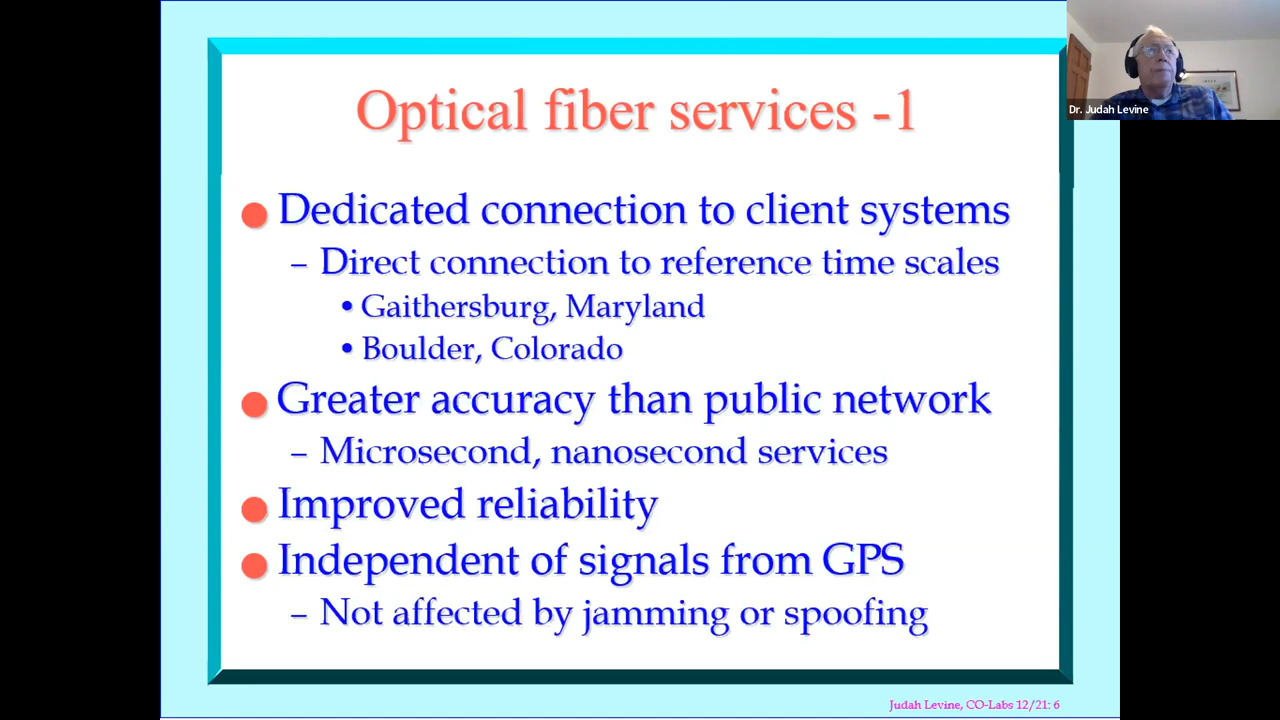 Optical fiber services -1
Dr. Judah Levine
● Dedicated connection to client systems
– Direct connection to reference time scales
• Gaithersburg, Maryland
• Boulder, Colorado
● Greater accuracy than public network
– Microsecond, nanosecond services
● Improved reliability
● Independent of signals from GPS
– Not affected by jamming or spoofing
Judah Levine, CO-Labs 12/21: 6